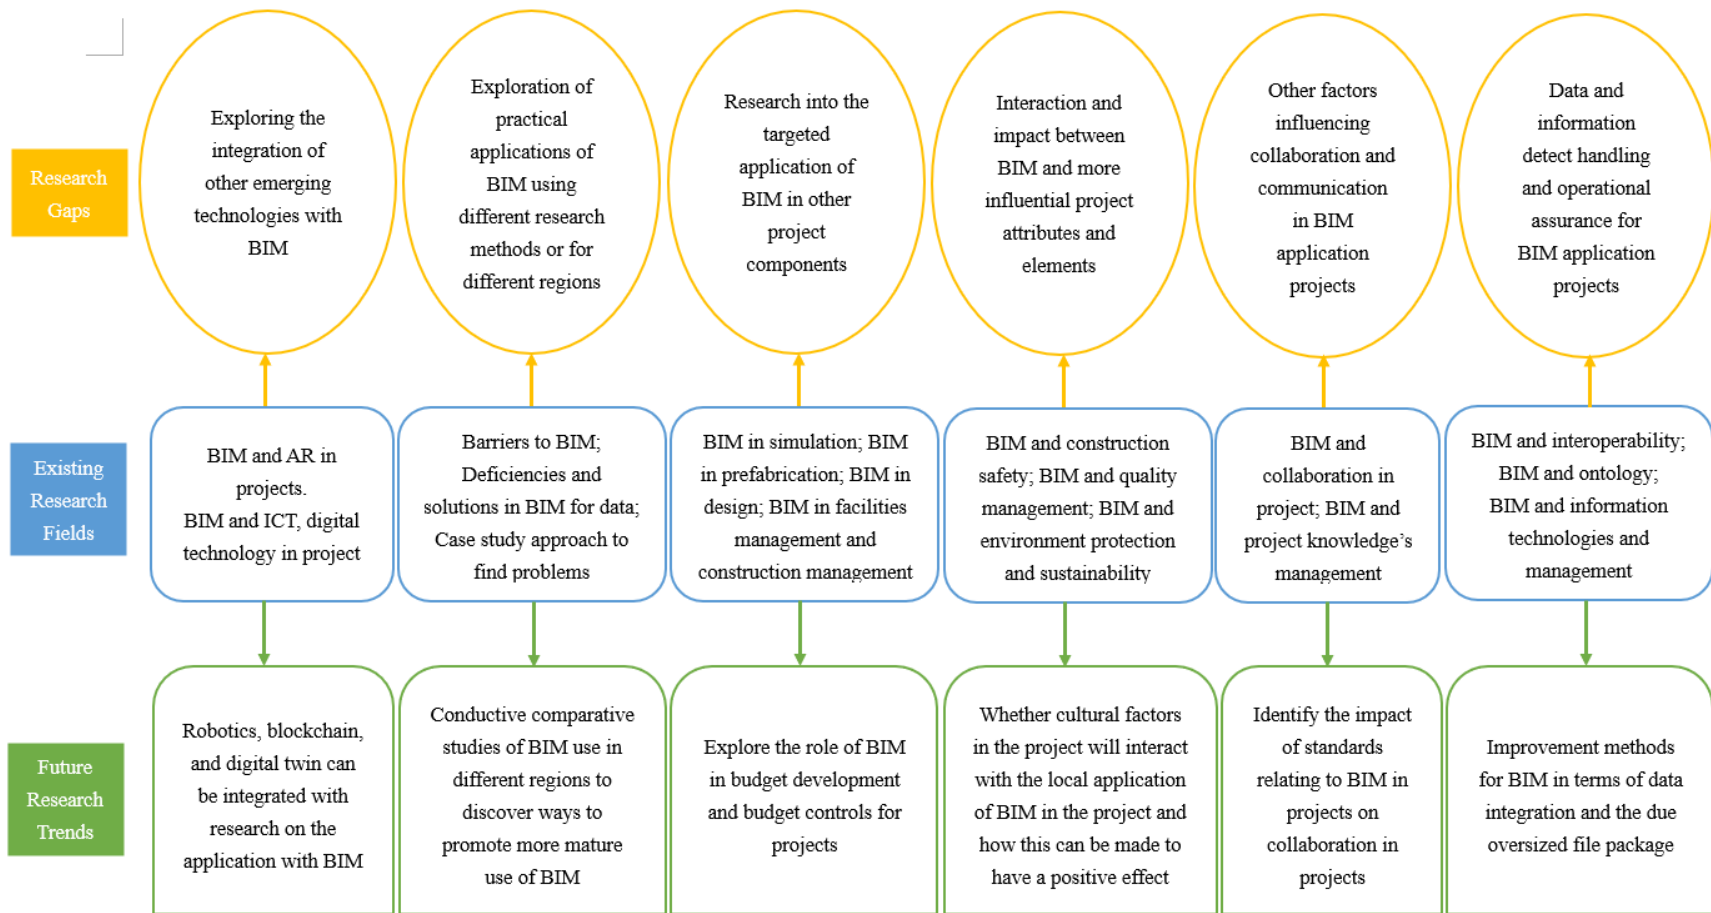 Research
Gaps
Exploring the
integration of
other emerging
technologies with
BIM
Exploration of
practical
applications of
BIM using
different research
methods or for
different regions
Research into the
targeted
application of
BIM in other
project
components
Interaction and
impact between
BIM and more
influential project
attributes and
elements
Other factors
influencing
collaboration and
communication
in BIM
application
projects
Data and
information
detect handling
and operational
assurance for
BIM application
projects
Existing
Research
Fields
BIM and AR in
projects.
BIM and ICT, digital
technology in project
Barriers to BIM;
Deficiencies and
solutions in BIM for data;
Case study approach to
find problems
BIM in simulation; BIM
in prefabrication; BIM in
design; BIM in facilities
management and
construction management
BIM and construction
safety; BIM and quality
management; BIM and
environment protection
and sustainability
BIM and
collaboration in
project; BIM and
project knowledge’s
management
BIM and interoperability;
BIM and ontology;
BIM and information
technologies and
management
Future
Research
Trends
Robotics, blockchain,
and digital twin can
be integrated with
research on the
application with BIM
Conductive comparative
studies of BIM use in
different regions to
discover ways to
promote more mature
use of BIM
Explore the role of BIM
in budget development
and budget controls for
projects
Whether cultural factors
in the project will interact
with the local application
of BIM in the project and
how this can be made to
have a positive effect
Identify the impact
of standards
relating to BIM in
projects on
collaboration in
projects
Improvement methods
for BIM in terms of data
integration and the due
oversized file package